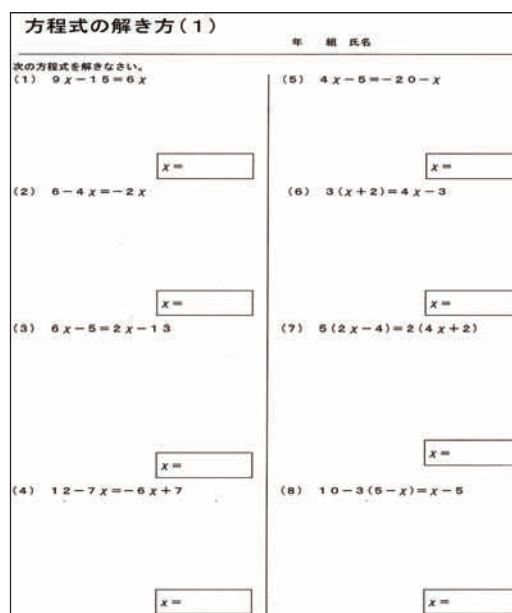 方程式の解き方(1)
年 組 氏名
次の方程式を解きなさい。
(1) 9x-15=6x
x=
(2) 6-4x=-2x
x=
(3) 6x-5=2x-13
x=
(4) 12-7x=-6x+7
x=
(5) 4x-5=-20-x
x=
(6) 3(x+2)=4x-3
x=
(7) 5(2x-4)=2(4x+2)
x=
(8) 10-3(5-x)=x-5
x=